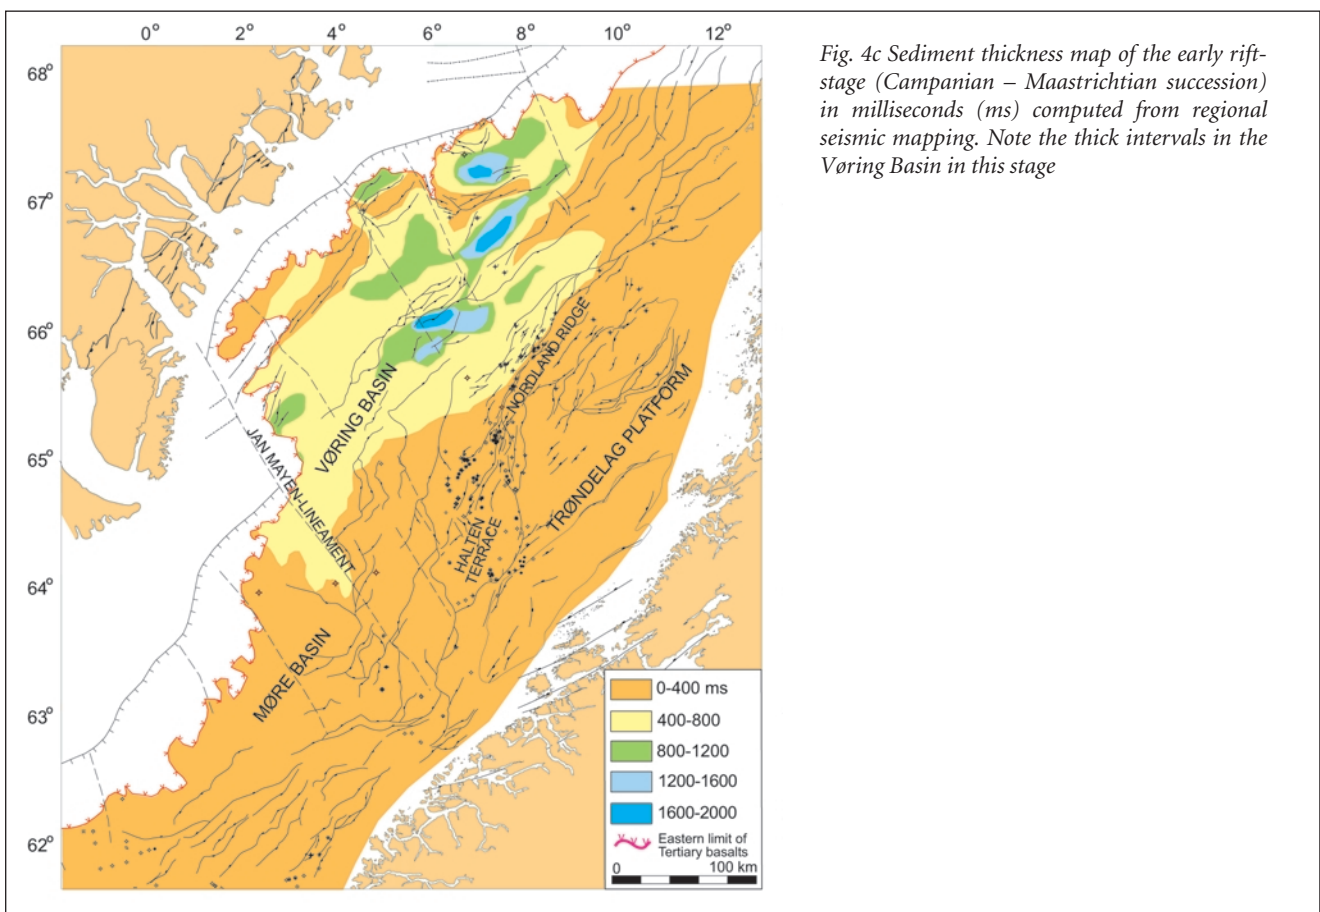 0° 2° 4° 6° 8° 10° 12°
68°
67°
66°
65°
64°
63°
62°
Fig. 4c Sediment thickness map of the early rift-
stage (Campanian – Maastrichtian succession)
in milliseconds (ms) computed from regional
seismic mapping. Note the thick intervals in the
Vøring Basin in this stage
NORDLAND RIDGE
VØRING BASIN
TRØNDELAG PLATFORM
JAN MAYEN-LINEAMENT
HALTEN
TERRACE
MØRE BASIN
0-400 ms
400-800
800-1200
1200-1600
1600-2000
Eastern limit of
Tertiary basalts
0 100 km